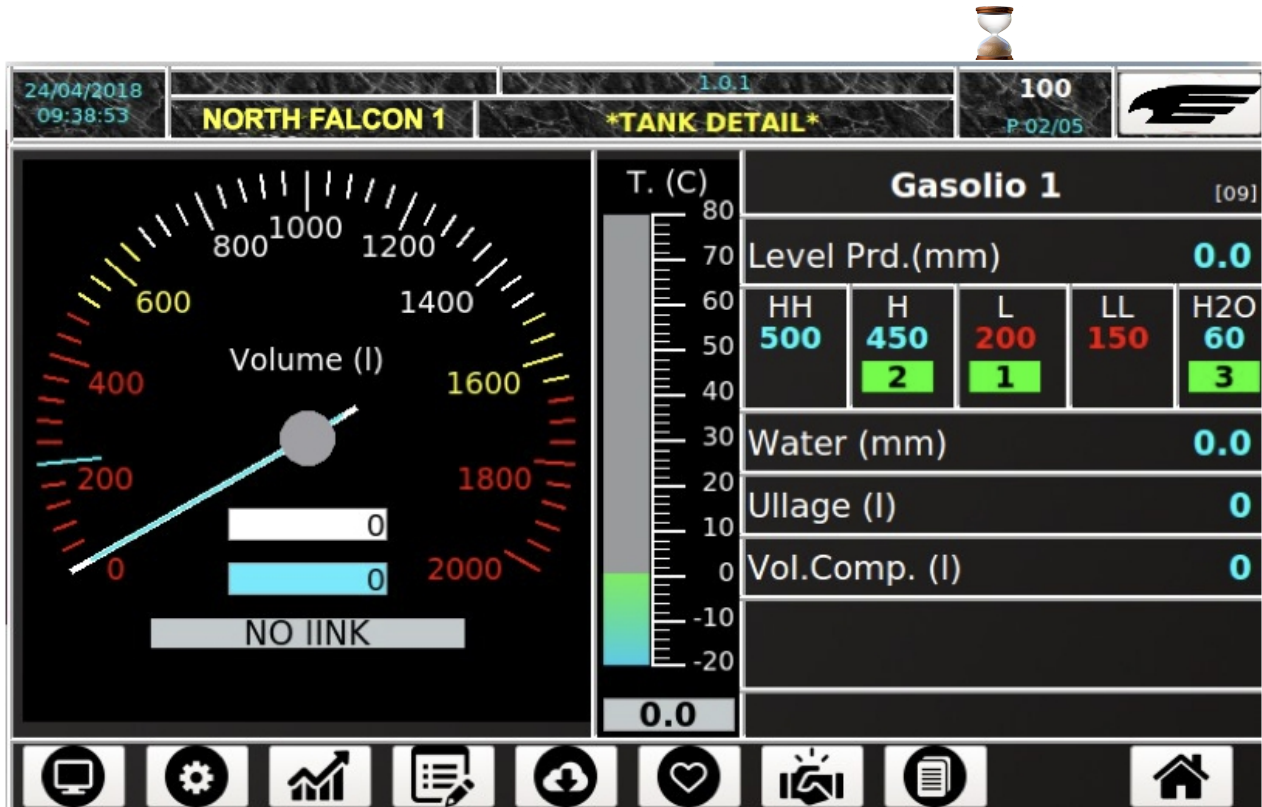 24/04/2018
09:38:53
1.0.1
NORTH FALCON 1
*TANK DETAIL*
100
P 02/05
800
1000
1200
600
1400
Volume (l)
400
1600
200
1800
0
0
0
2000
NO IINK
T. (C)
80
70
60
50
40
30
20
10
0
-10
-20
0.0
Gasolio 1
[09]
Level Prd.(mm) 0.0
HH H L LL H2O
500 450 200 150 60
2 1 3
Water (mm) 0.0
Ullage (l) 0
Vol.Comp. (l) 0